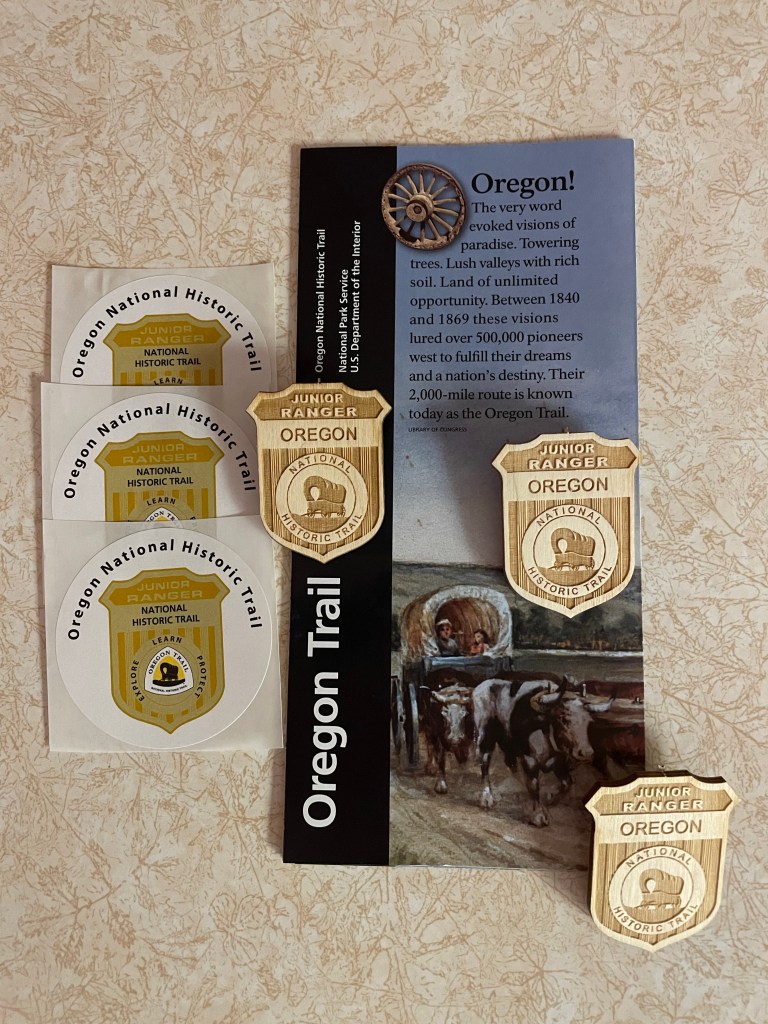 Oregon National Historic Trail
JUNIOR
RANGER
NATIONAL
HISTORIC TRAIL
LEARN
Oregon National Historic Trail
JUNIOR
RANGER
NATIONAL
HISTORIC TRAIL
LEARN
OREGON TRAIL
Oregon National Historic Trail
JUNIOR
RANGER
NATIONAL
HISTORIC TRAIL
EXPLORE
LEARN
PROTECT
OREGON TRAIL
NATIONAL HISTORIC TRAIL
Oregon National Historic Trail
National Park Service
U.S. Department of the Interior
Oregon Trail
Oregon!
The very word
evoked visions of
paradise. Towering
trees. Lush valleys with rich
soil. Land of unlimited
opportunity. Between 1840
and 1869 these visions
lured over 500,000 pioneers
west to fulfill their dreams
and a nation's destiny. Their
2,000-mile route is known
today as the Oregon Trail.
LIBRARY OF CONGRESS
JUNIOR
RANGER
OREGON
NATIONAL
HISTORIC TRAIL
JUNIOR
RANGER
OREGON
NATIONAL
HISTORIC TRAIL
JUNIOR
RANGER
OREGON
NATIONAL
HISTORIC TRAIL